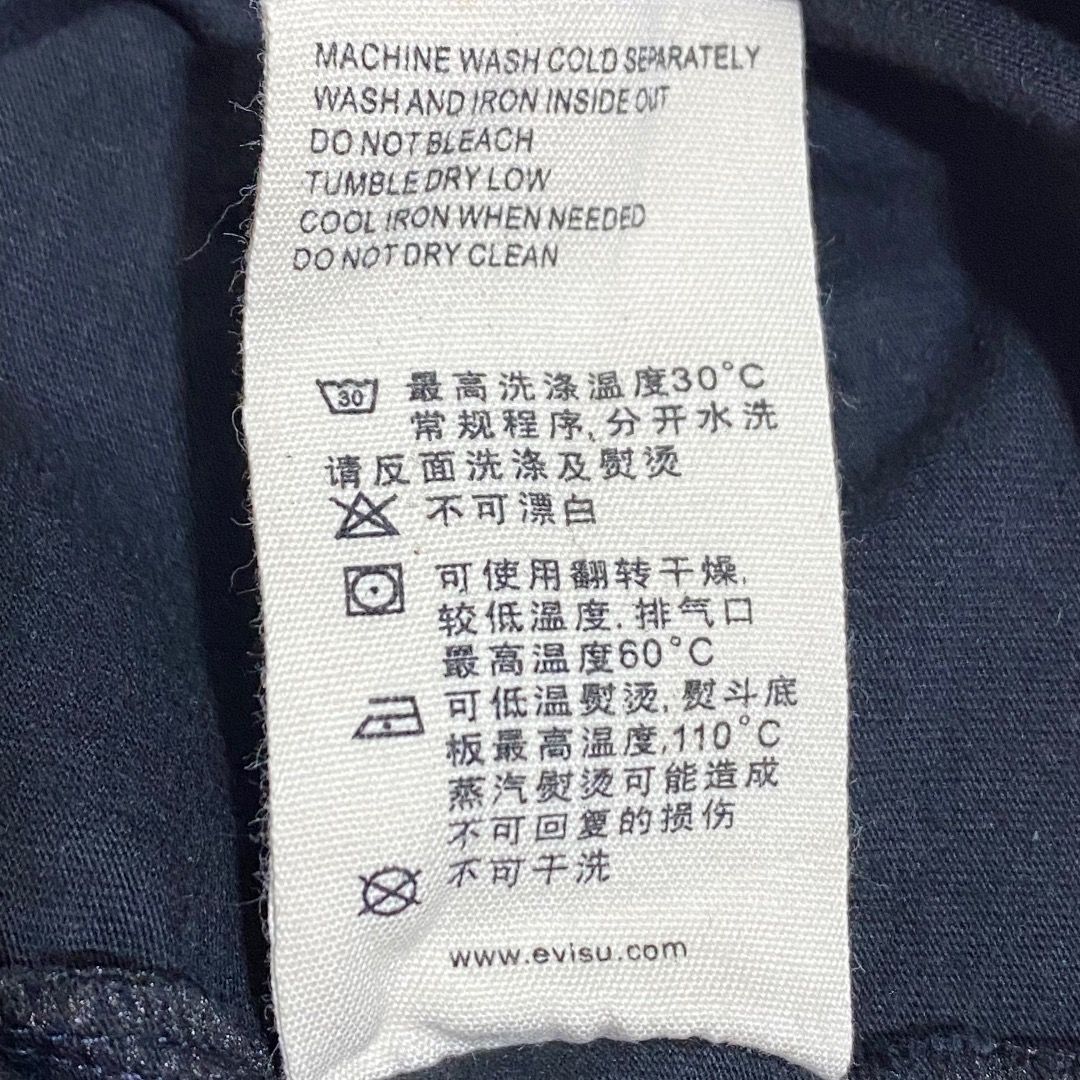 MACHINE WASH COLD SEPARATELY
WASH AND IRON INSIDE OUT
DO NOT BLEACH
TUMBLE DRY LOW
COOL IRON WHEN NEEDED
DO NOT DRY CLEAN
30 最高洗涤温度30°C
常规程序,分开水洗
请反面洗涤及熨烫
不可漂白
可使用翻转干燥,
较低温度,排气口
最高温度60°C
可低温熨烫,熨斗底
板最高温度,110°C
蒸汽熨烫可能造成
不可回复的损伤
不可干洗
www.evisu.com